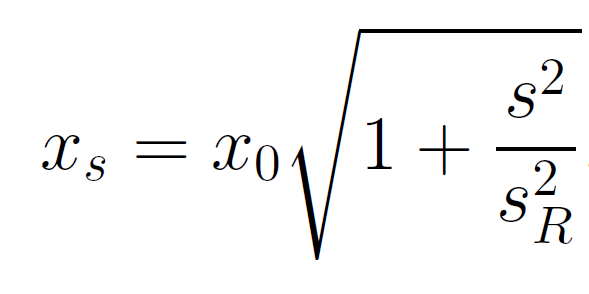 $x_s = x_0 \sqrt{1 + \frac{s^2}{s_R^2}}$